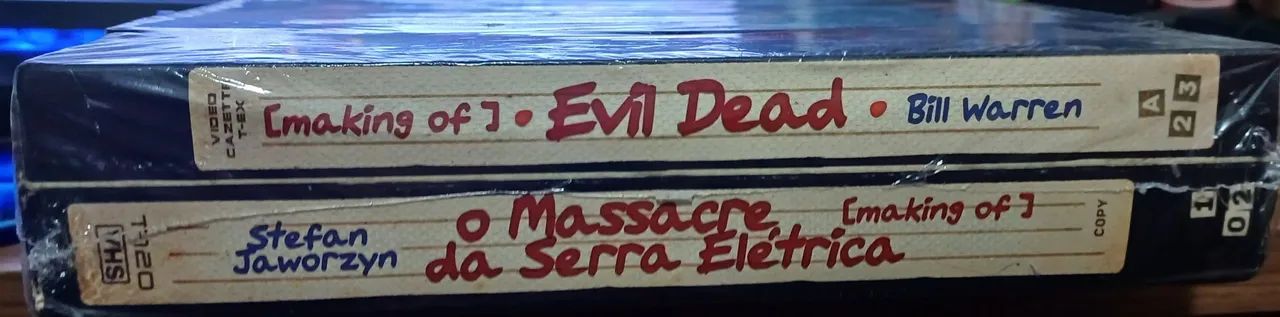 VIDEO
CAZETTE
T-EX
[making of] • Evil Dead • Bill Warren
A
2 3
VHS
T-120
Stefan
Jaworzyn
o Massacre
da Serra Elétrica
[making of]
COPY
1
0 2